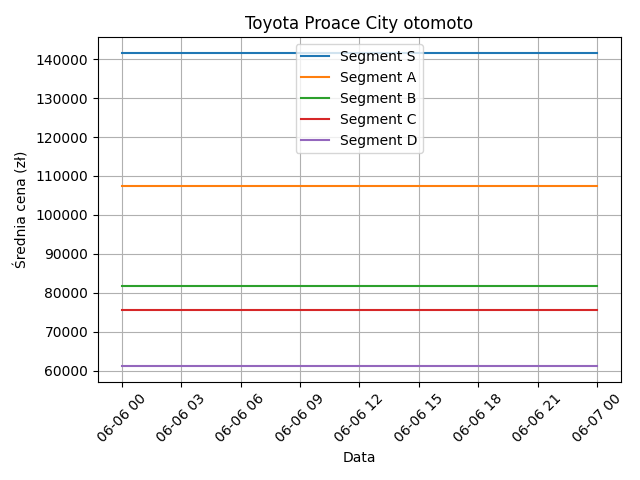 Toyota Proace City otomoto
Segment S
Segment A
Segment B
Segment C
Segment D
Średnia cena (zł)
140000
130000
120000
110000
100000
90000
80000
70000
60000
06-06 00
06-06 03
06-06 06
06-06 09
06-06 12
06-06 15
06-06 18
06-06 21
06-07 00
Data